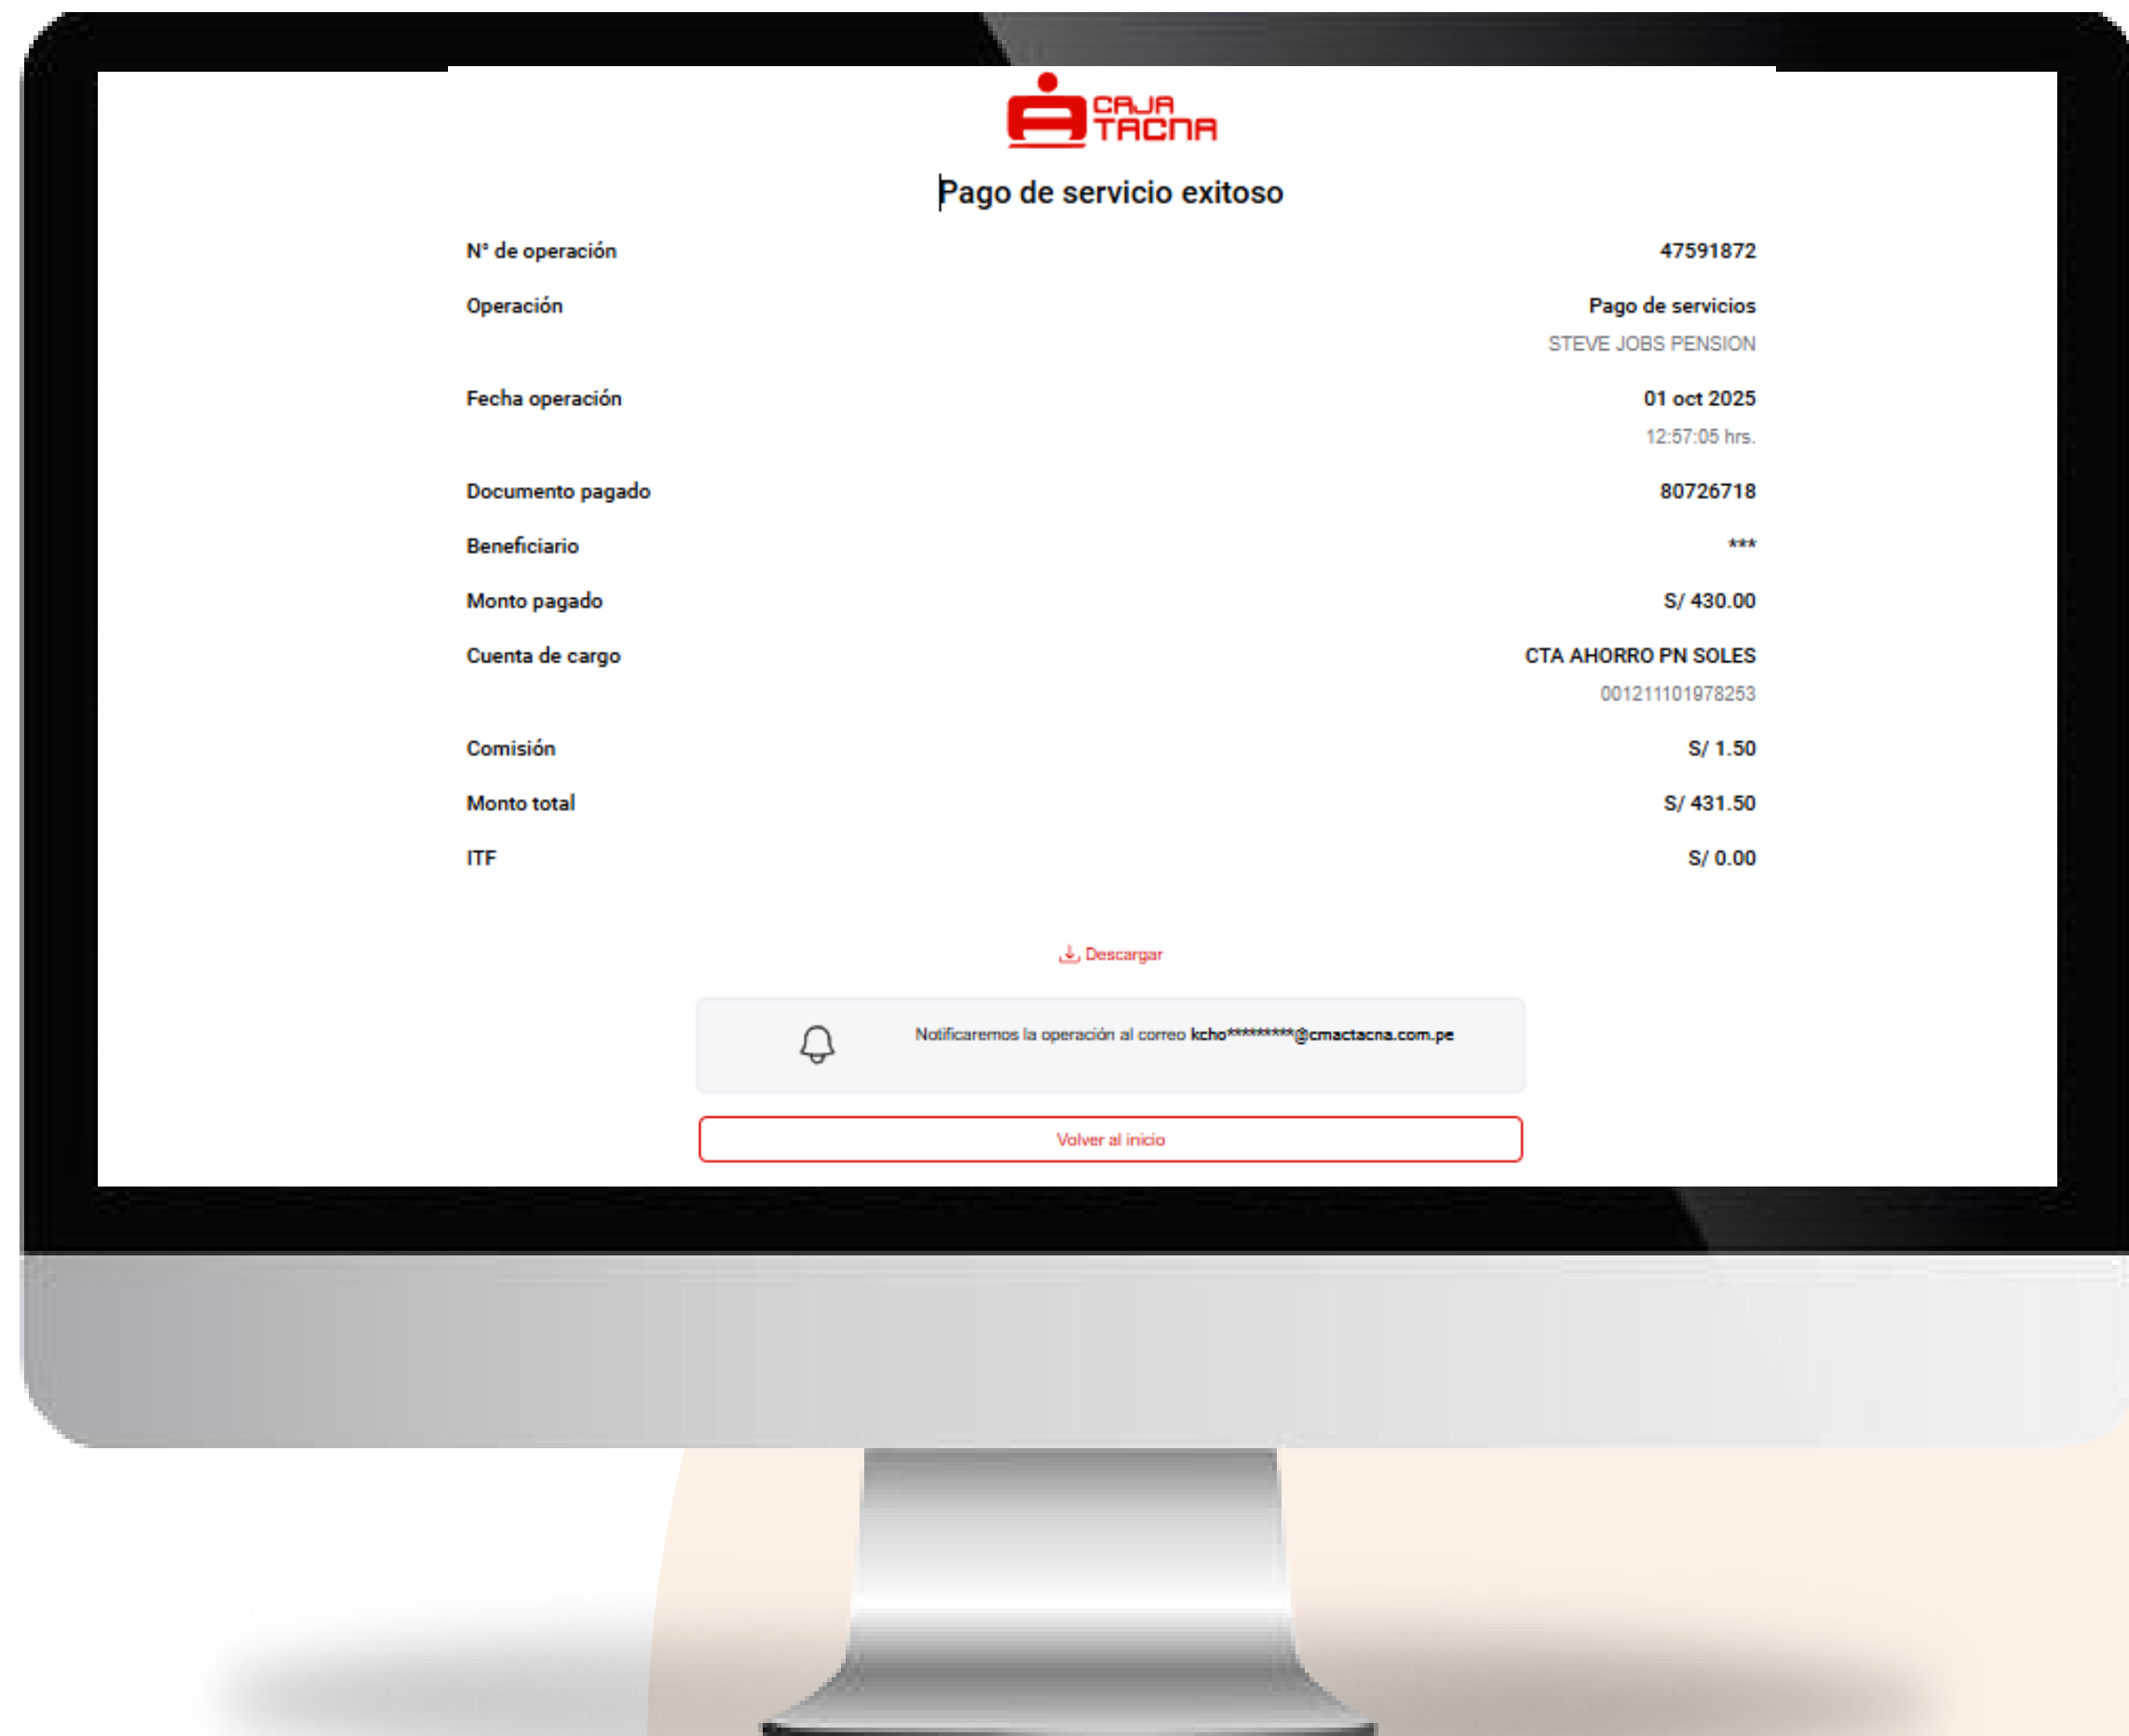 CAJA
TACNA
Pago de servicio exitoso
N° de operación 47591872
Operación Pago de servicios
STEVE JOBS PENSION
Fecha operación 01 oct 2025
12:57:05 hrs.
Documento pagado 80726718
Beneficiario ***
Monto pagado S/ 430.00
Cuenta de cargo CTA AHORRO PN SOLES
001211101978253
Comisión S/ 1.50
Monto total S/ 431.50
ITF S/ 0.00
Descargar
Notificaremos la operación al correo kcho*********@cmactacna.com.pe
Volver al inicio